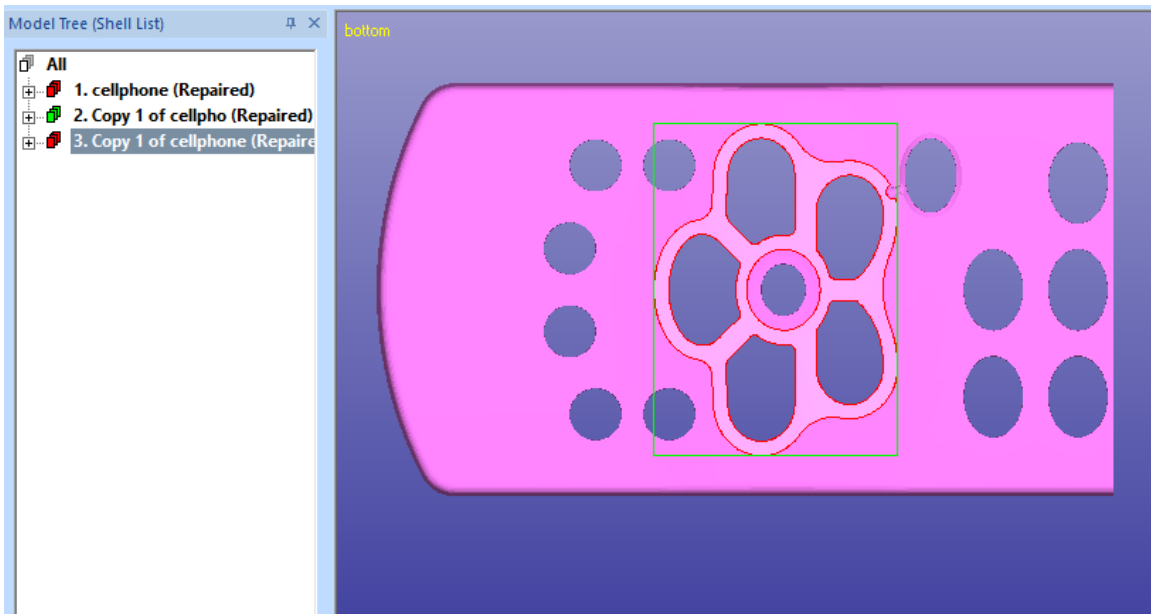 Model Tree (Shell List)
All
1. cellphone (Repaired)
2. Copy 1 of cellpho (Repaired)
3. Copy 1 of cellphone (Repaire
bottom